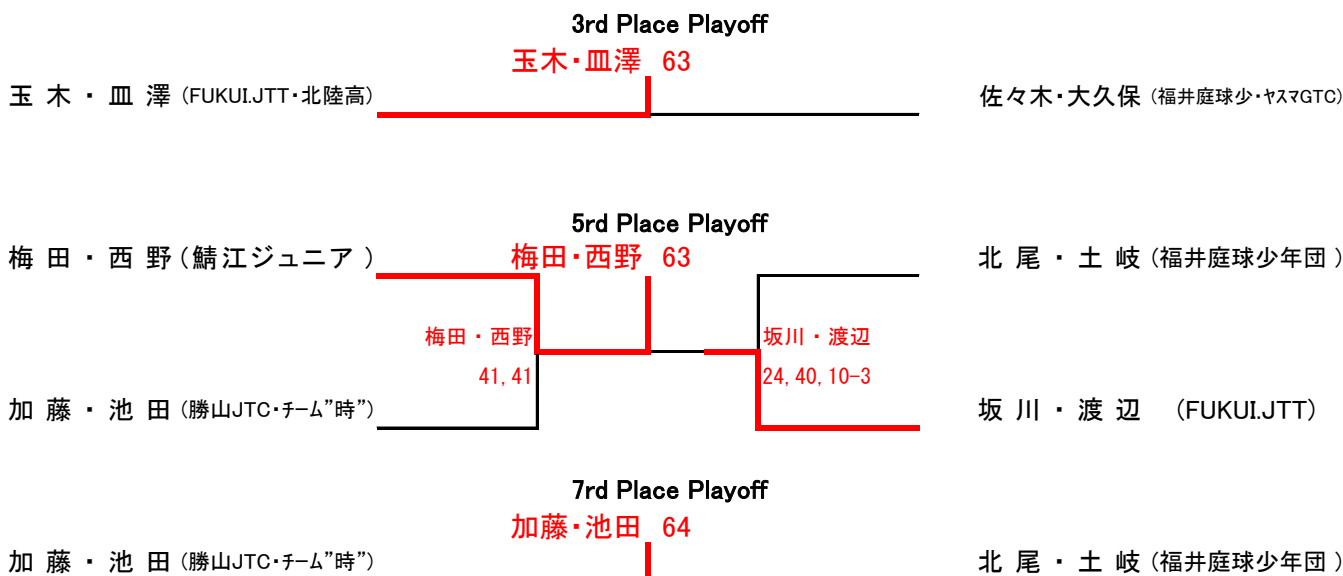 3rd Place Playoff
玉木・皿澤 63
玉 木 ・ 皿 澤 (FUKUI.JTT・北陸高)
佐々木・大久保 (福井庭球少・ﾔｽﾏGTC)
5rd Place Playoff
梅 田 ・ 西 野 (鯖江ジュニア )
梅田・西野 63
北 尾 ・ 土 岐 (福井庭球少年団 )
梅田 ・ 西野
坂川 ・ 渡辺
41, 41
24, 40, 10-3
加 藤 ・ 池 田 (勝山JTC・ﾁｰﾑ”時”)
坂 川 ・ 渡 辺 (FUKUI.JTT)
7rd Place Playoff
加藤・池田 64
加 藤 ・ 池 田 (勝山JTC・ﾁｰﾑ”時”)
北 尾 ・ 土 岐 (福井庭球少年団 )